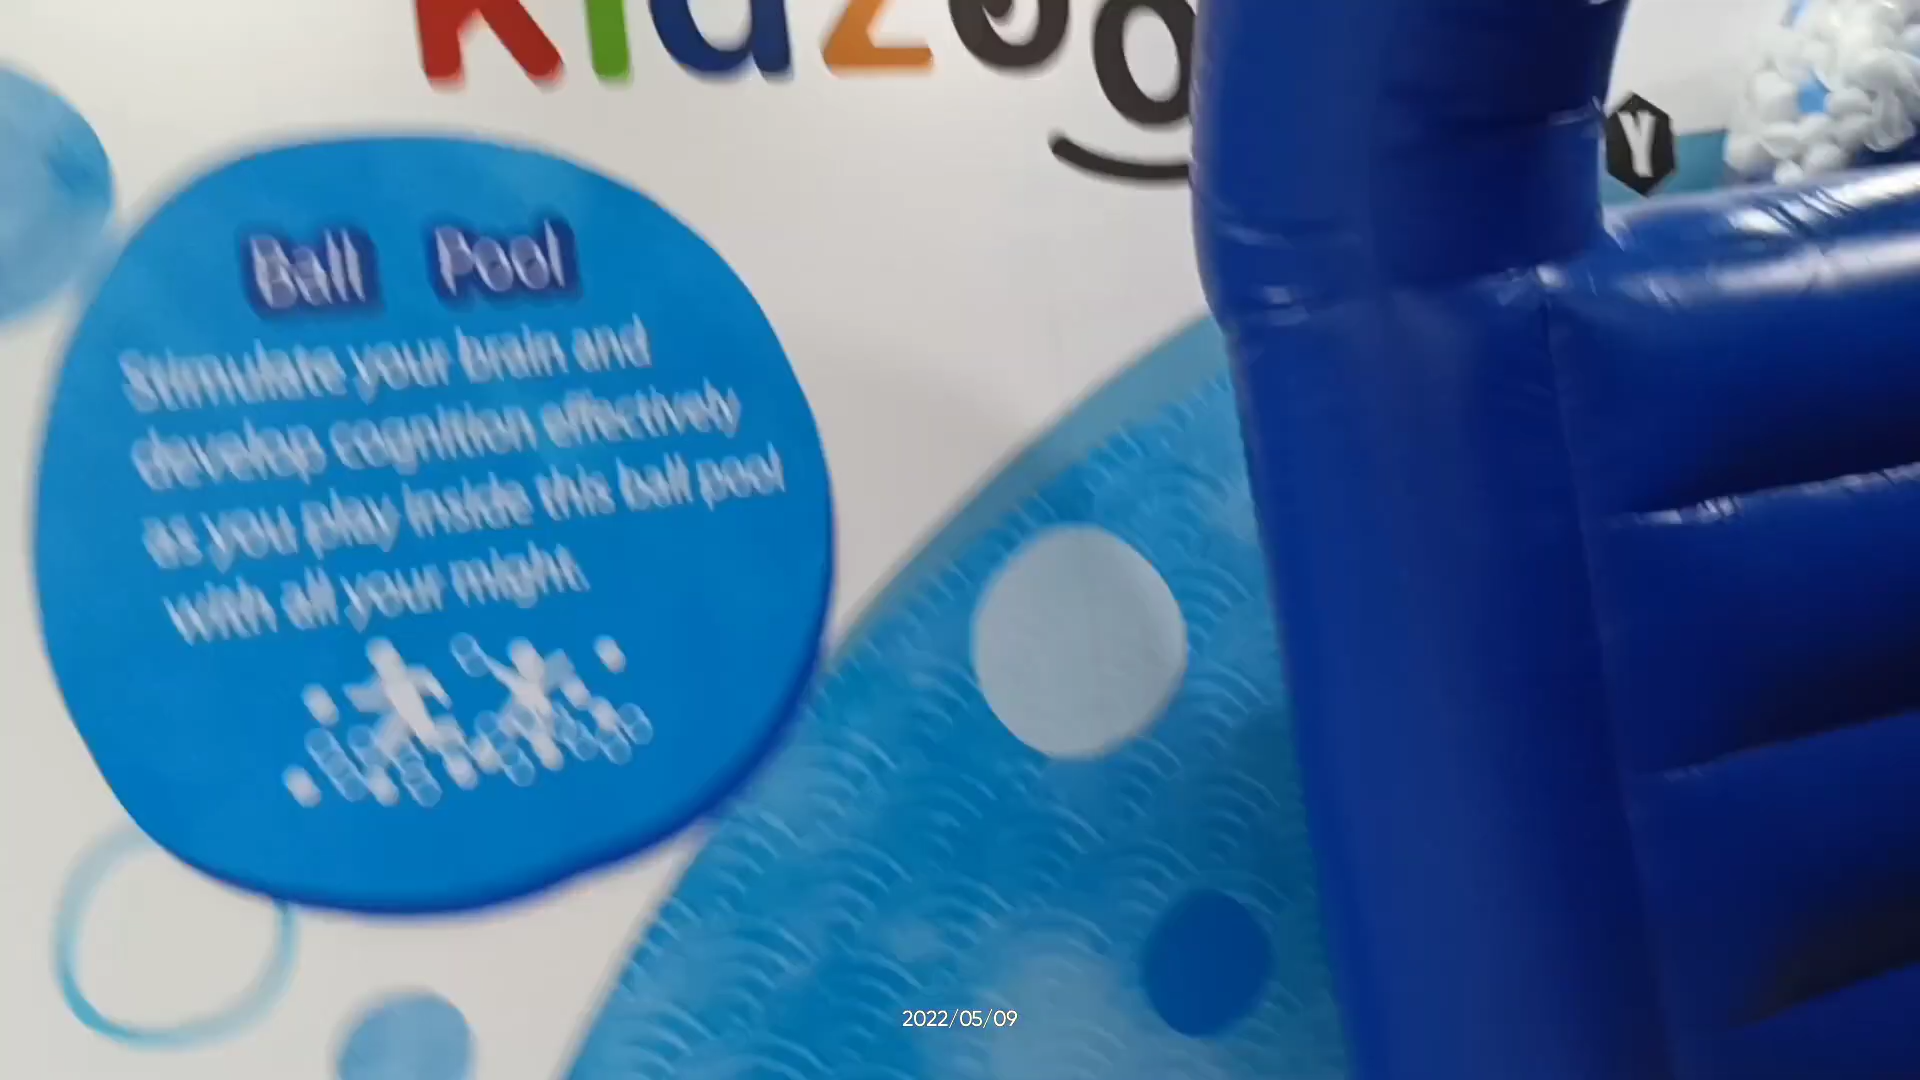 kidzoo
Y
Ball Pool
Stimulate your brain and
develop cognition effectively
as you play inside this ball pool
with all your might.
2022/05/09